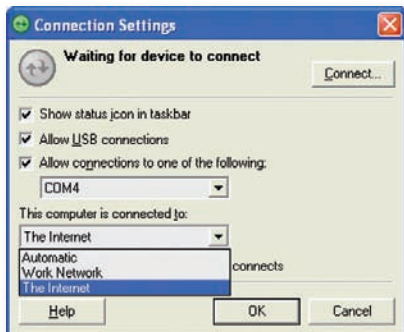 Connection Settings
Waiting for device to connect
Connect...
Show status icon in taskbar
Allow USB connections
Allow connections to one of the following:
COM4
This computer is connected to:
The Internet
Automatic
connects
Work Network
The Internet
Help OK Cancel